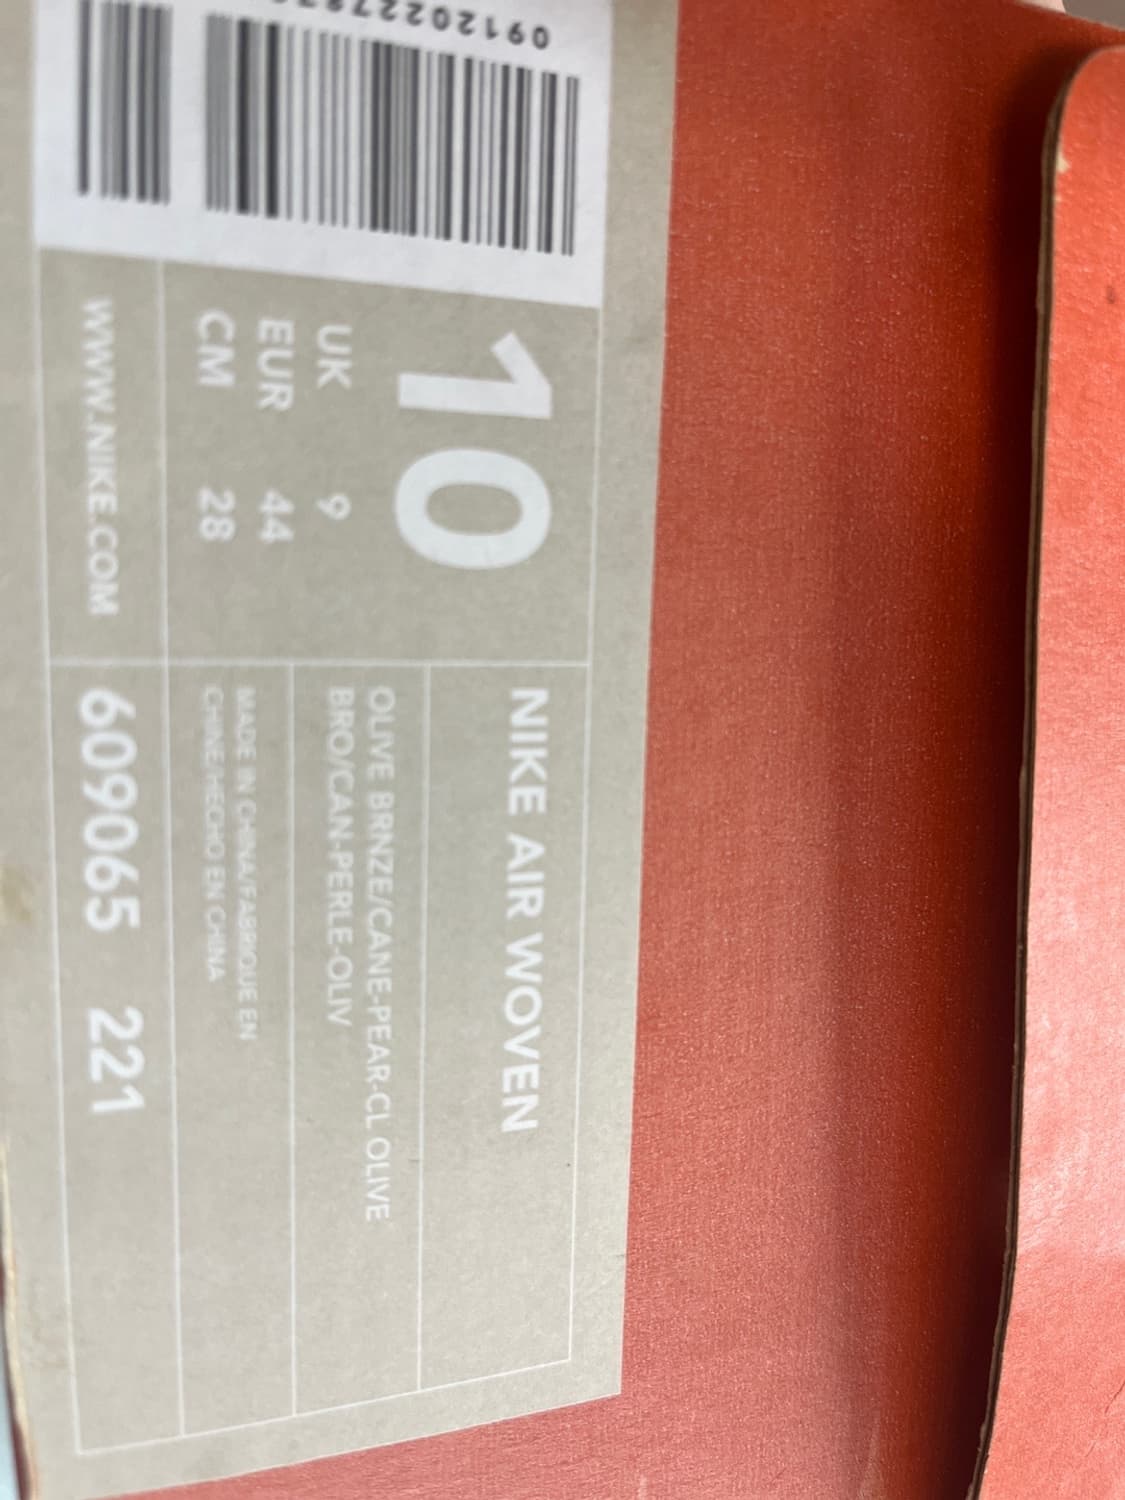 10
UK 9
EUR 44
CM 28
WWW.NIKE.COM
NIKE AIR WOVEN
OLIVE BRNZE/CANE-PEAR-CL OLIVE
BRO/CAN-PERLE-OLIV
MADE IN CHINA/FABRIQUE EN
CHINE/HECHO EN CHINA
609065 221